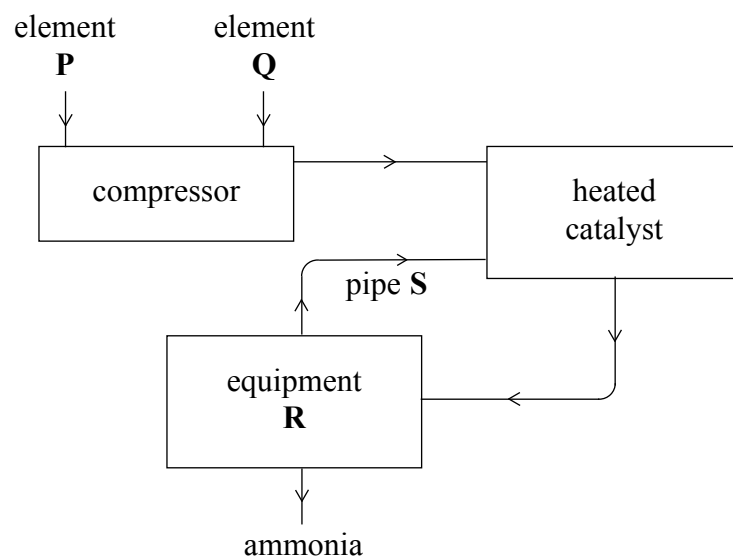 element
P
element
Q
compressor
heated
catalyst
pipe S
equipment
R
ammonia